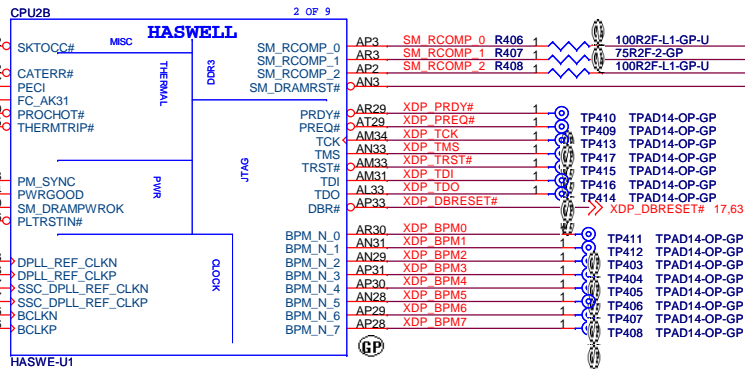 CPU2B 2 OF 9
HASWELL
MISC
THERMAL
DDR3
PWR
JTAG
CLOCK
SKTOCC#
CATERR#
PECI
FC_AK31
PROCHOT#
THERMTRIP#
PM_SYNC
PWRGOOD
SM_DRAMPWROK
PLTRSTIN#
DPLL_REF_CLKN
DPLL_REF_CLKP
SSC_DPLL_REF_CLKN
SSC_DPLL_REF_CLKP
BCLKN
BCLKP
SM_RCOMP_0 AP3 SM_RCOMP_0 R406 1 100R2F-L1-GP-U
SM_RCOMP_1 AR3 SM_RCOMP_1 R407 1 75R2F-2-GP
SM_RCOMP_2 AP2 SM_RCOMP_2 R408 1 100R2F-L1-GP-U
SM_DRAMRST# AN3
PRDY# AR29 XDP_PRDY# 1 TP410 TPAD14-OP-GP
PREQ# AT29 XDP_PREQ# 1 TP409 TPAD14-OP-GP
TCK AM34 XDP_TCK 1 TP413 TPAD14-OP-GP
TMS AN33 XDP_TMS 1 TP417 TPAD14-OP-GP
TRST# AM33 XDP_TRST# 1 TP415 TPAD14-OP-GP
TDI AM31 XDP_TDI 1 TP416 TPAD14-OP-GP
TDO AL33 XDP_TDO 1 TP414 TPAD14-OP-GP
DBR# AP33 XDP_DBRESET# XDP_DBRESET# 17,63
BPM_N_0 AR30 XDP_BPM0 1 TP411 TPAD14-OP-GP
BPM_N_1 AN31 XDP_BPM1 1 TP412 TPAD14-OP-GP
BPM_N_2 AN29 XDP_BPM2 1 TP403 TPAD14-OP-GP
BPM_N_3 AP31 XDP_BPM3 1 TP404 TPAD14-OP-GP
BPM_N_4 AP30 XDP_BPM4 1 TP405 TPAD14-OP-GP
BPM_N_5 AN28 XDP_BPM5 1 TP406 TPAD14-OP-GP
BPM_N_6 AP29 XDP_BPM6 1 TP407 TPAD14-OP-GP
BPM_N_7 AP28 XDP_BPM7 1 TP408 TPAD14-OP-GP
GP
HASWE-U1